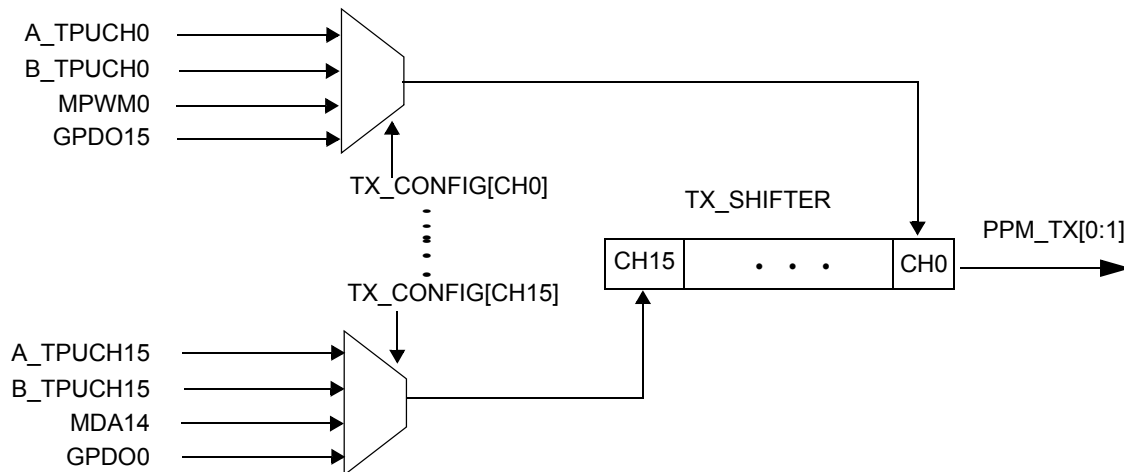 A_TPUCH0
B_TPUCH0
MPWM0
GPDO15
TX_CONFIG[CH0]
TX_SHIFTER
PPM_TX[0:1]
CH15
CH0
TX_CONFIG[CH15]
A_TPUCH15
B_TPUCH15
MDA14
GPDO0